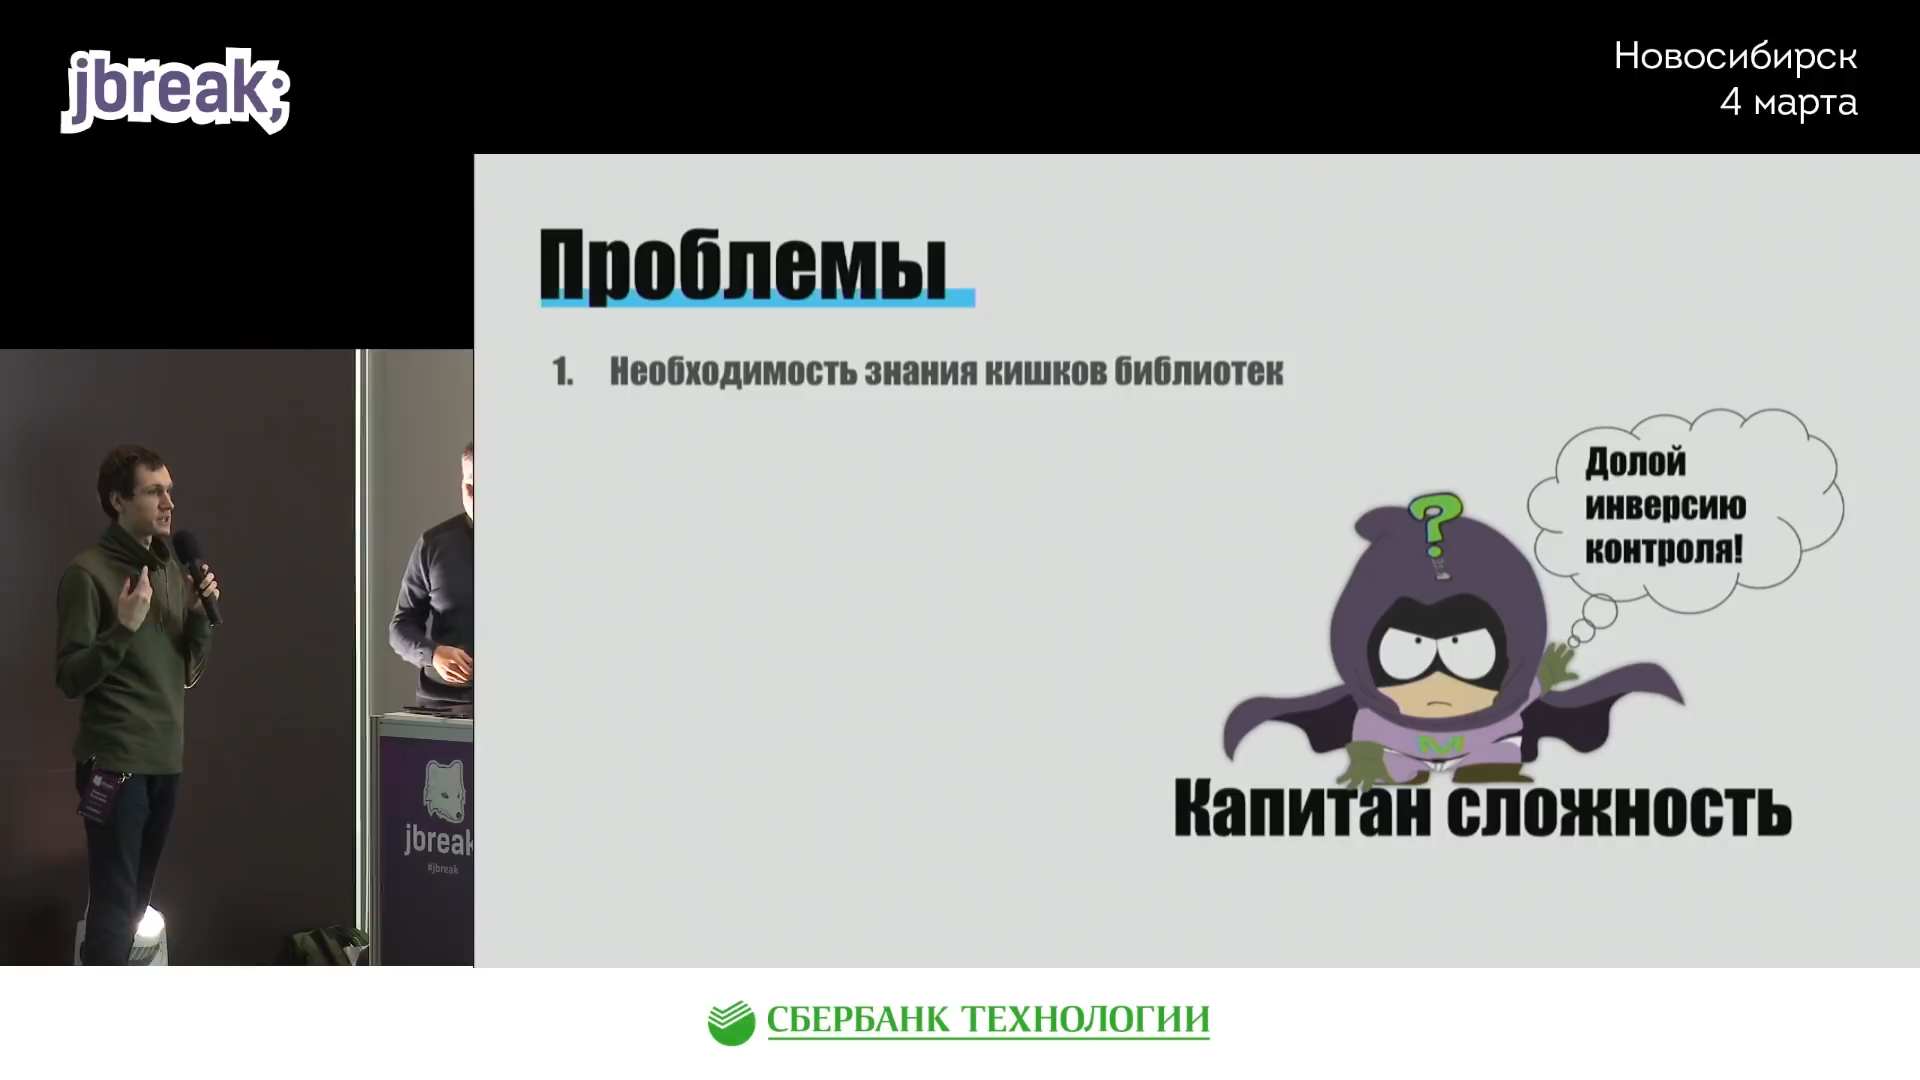 jbreak;
Новосибирск
4 марта
Проблемы
1. Необходимость знания кишков библиотек
Долой
инверсию
контроля!
?
M
Капитан сложность
jbreak
#jbreak
СБЕРБАНК ТЕХНОЛОГИИ